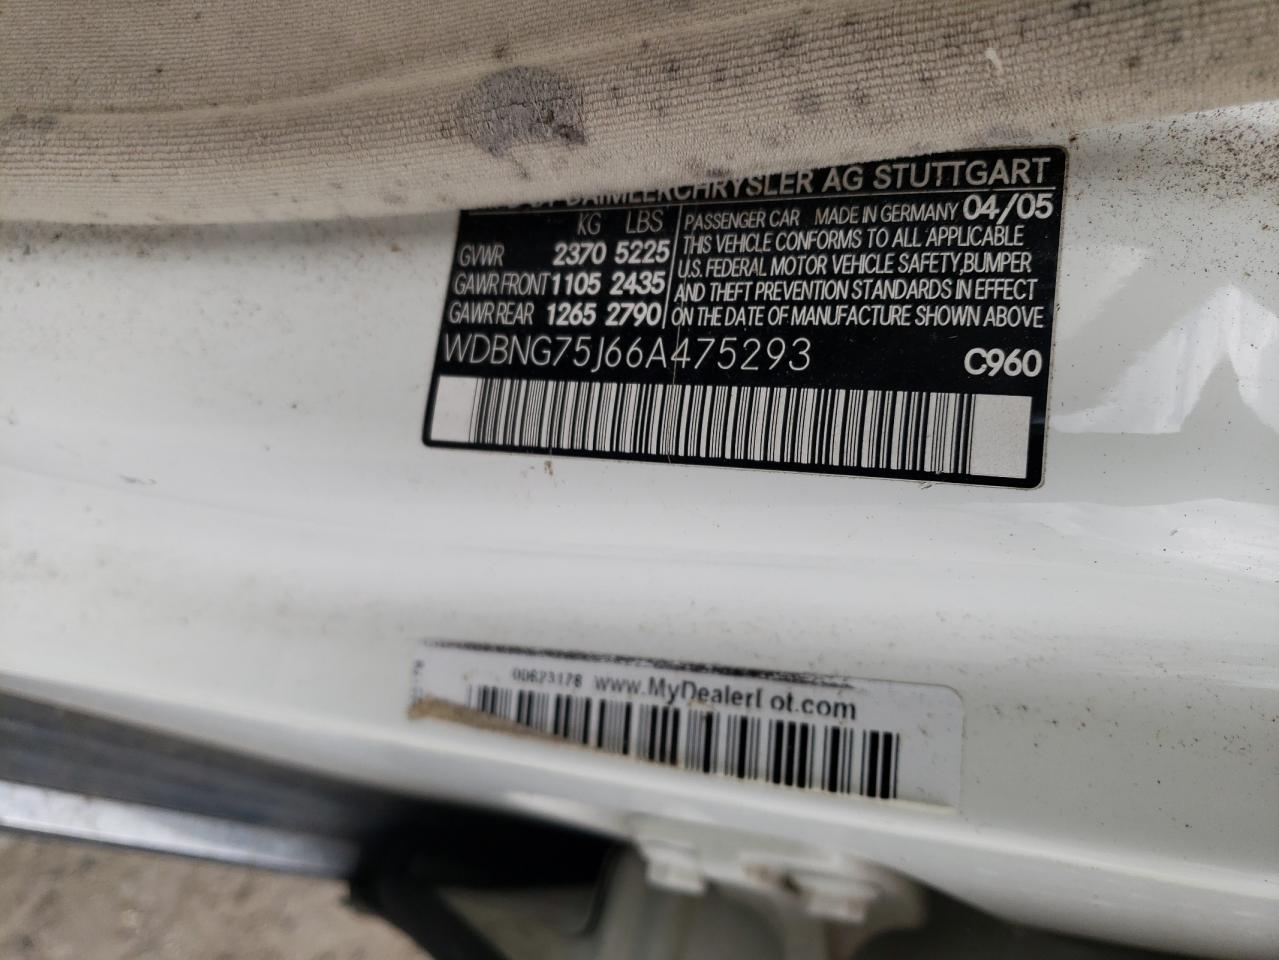 DAIMLERCHRYSLER AG STUTTGART
KG LBS
GVWR 2370 5225
GAWR FRONT 1105 2435
GAWR REAR 1265 2790
PASSENGER CAR MADE IN GERMANY 04/05
THIS VEHICLE CONFORMS TO ALL APPLICABLE
U.S. FEDERAL MOTOR VEHICLE SAFETY, BUMPER
AND THEFT PREVENTION STANDARDS IN EFFECT
ON THE DATE OF MANUFACTURE SHOWN ABOVE
WDBNG75J66A475293 C960
00623178 www.MyDealerLot.com